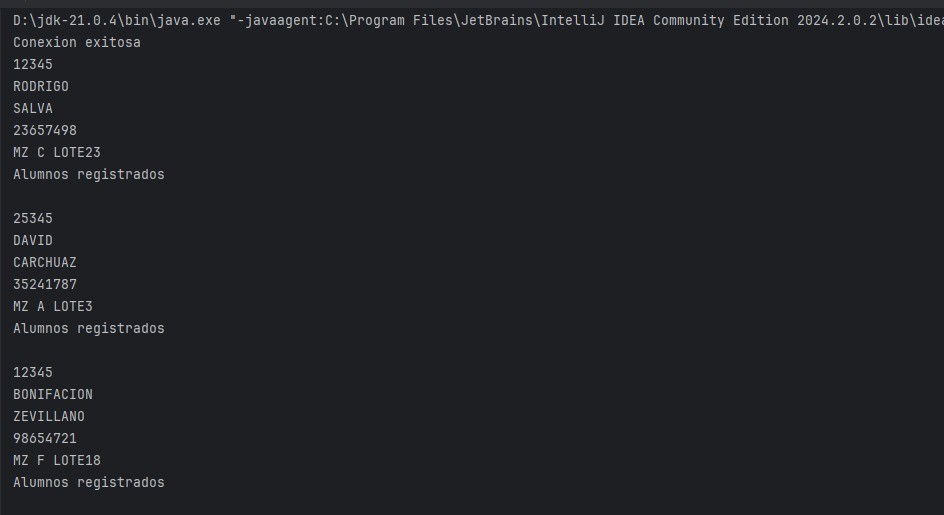 D:\jdk-21.0.4\bin\java.exe "-javaagent:C:\Program Files\JetBrains\IntelliJ IDEA Community Edition 2024.2.0.2\lib\idea
Conexion exitosa
12345
RODRIGO
SALVA
23657498
MZ C LOTE23
Alumnos registrados
25345
DAVID
CARCHUAZ
35241787
MZ A LOTE3
Alumnos registrados
12345
BONIFACION
ZEVILLANO
98654721
MZ F LOTE18
Alumnos registrados